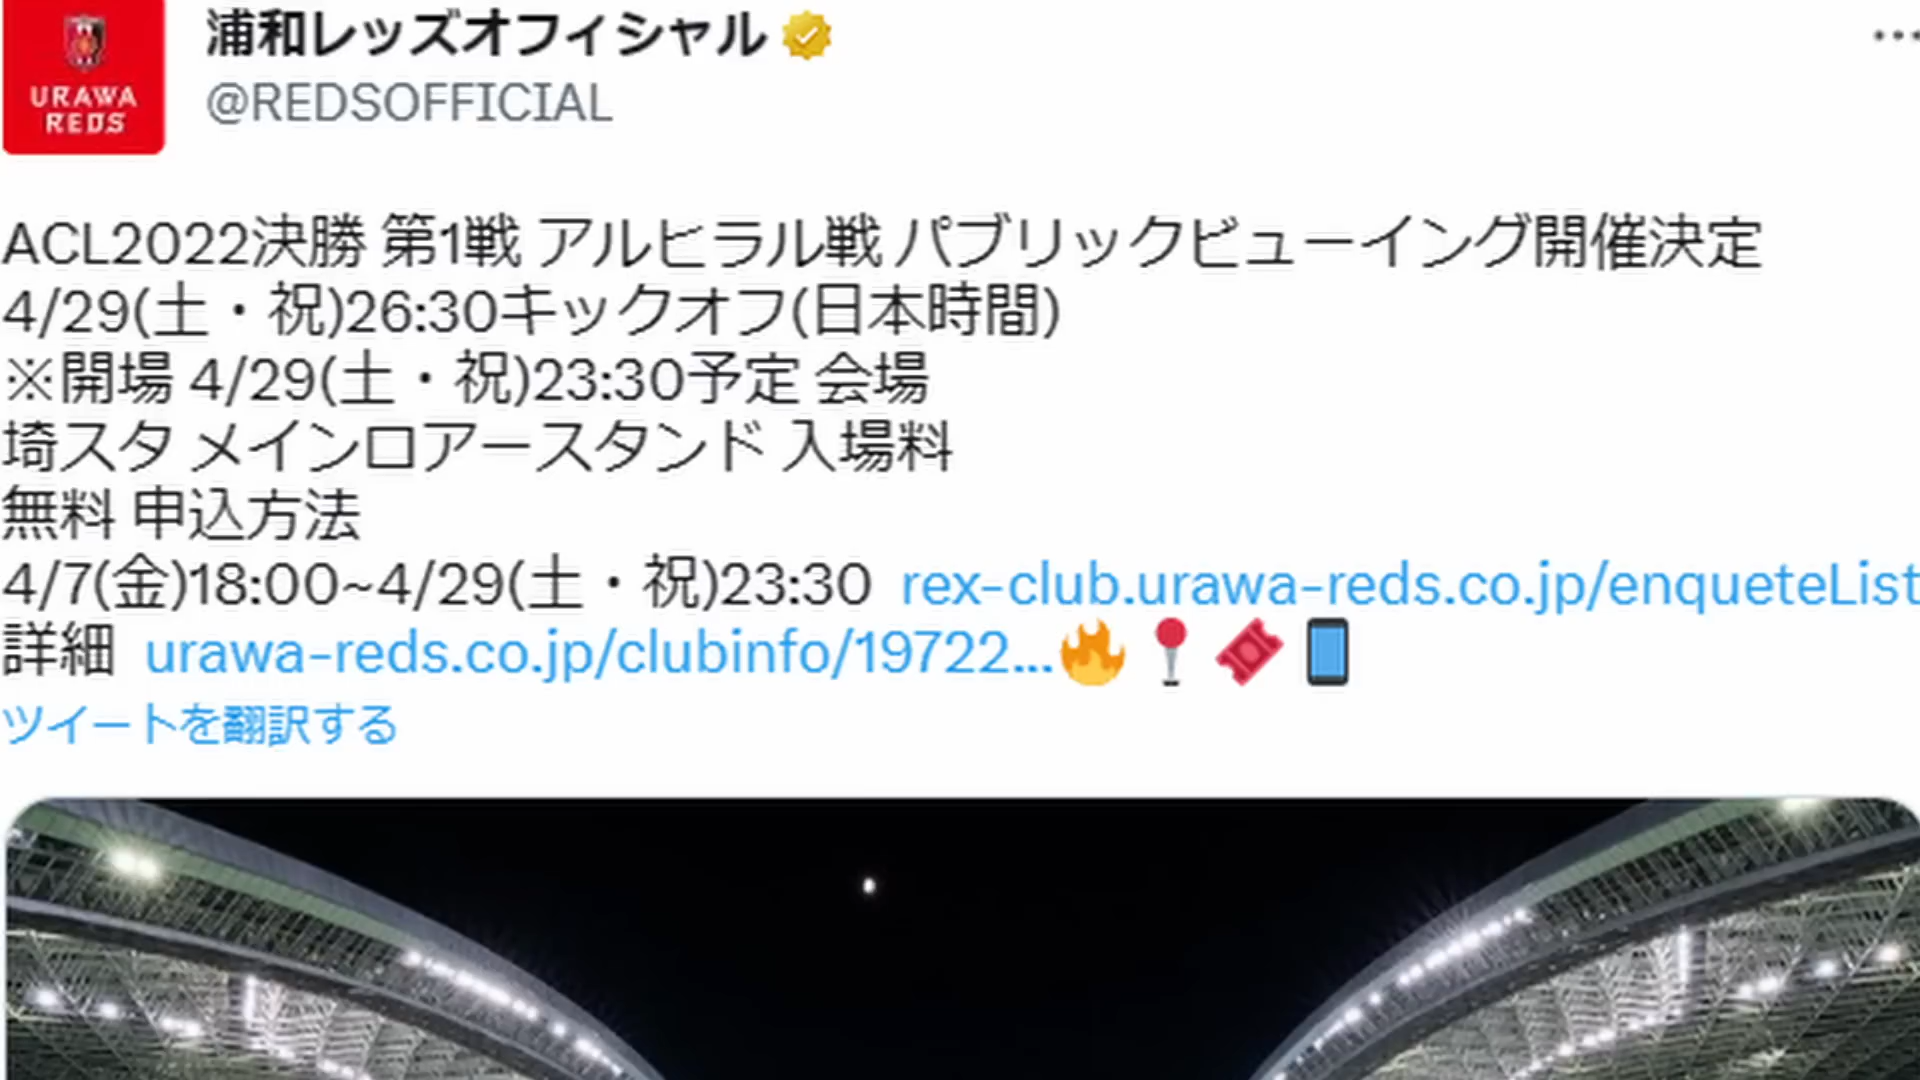 浦和レッズオフィシャル
@REDSOFFICIAL
URAWA
REDS
ACL2022決勝 第1戦 アルヒラル戦 パブリックビューイング開催決定
4/29(土・祝)26:30キックオフ(日本時間)
※開場 4/29(土・祝)23:30予定 会場
埼スタ メインロアースタンド 入場料
無料 申込方法
4/7(金)18:00~4/29(土・祝)23:30 rex-club.urawa-reds.co.jp/enqueteList
詳細 urawa-reds.co.jp/clubinfo/19722...
ツイートを翻訳する